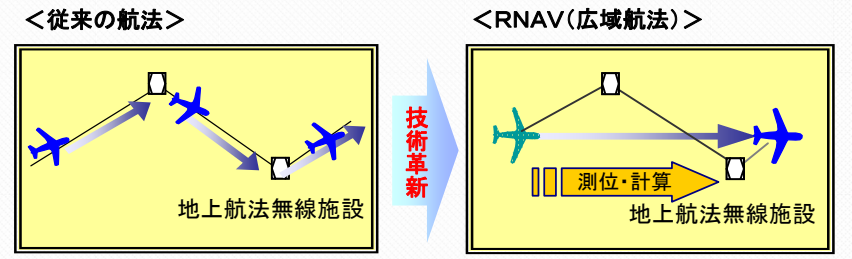 ＜従来の航法＞
地上航法無線施設
技術革新
＜RNAV(広域航法)＞
測位・計算
地上航法無線施設